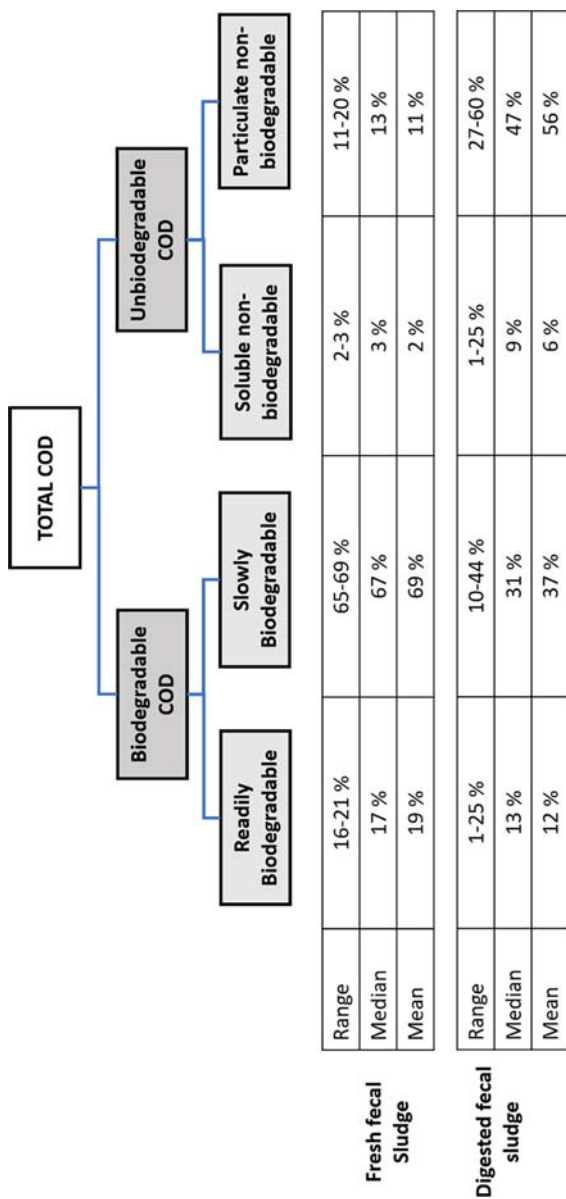 TOTAL COD
Biodegradable
COD
Unbiodegradable
COD
Readily
Biodegradable
Slowly
Biodegradable
Soluble non-
biodegradable
Particulate non-
biodegradable
Fresh fecal
Sludge
Range 16-21 % 65-69 % 2-3 % 11-20 %
Median 17 % 67 % 3 % 13 %
Mean 19 % 69 % 2 % 11 %
Digested fecal
sludge
Range 1-25 % 10-44 % 1-25 % 27-60 %
Median 13 % 31 % 9 % 47 %
Mean 12 % 37 % 6 % 56 %